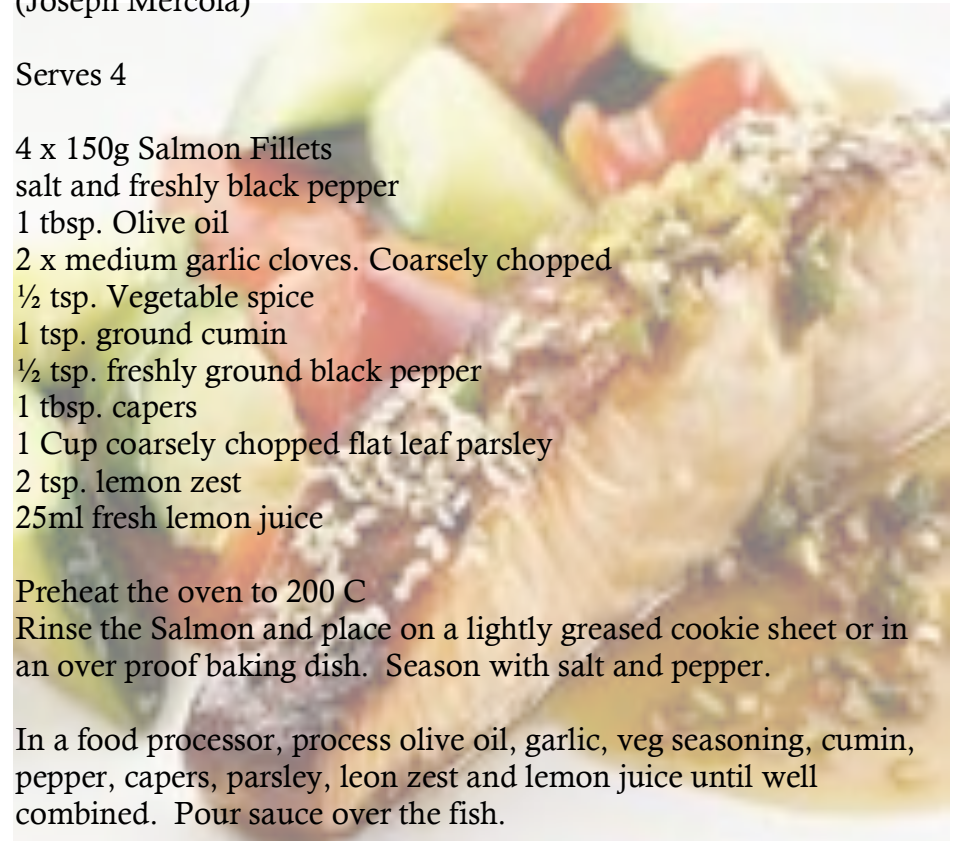 (Joseph Mercola)
Serves 4
4 x 150g Salmon Fillets
salt and freshly black pepper
1 tbsp. Olive oil
2 x medium garlic cloves. Coarsely chopped
½ tsp. Vegetable spice
1 tsp. ground cumin
½ tsp. freshly ground black pepper
1 tbsp. capers
1 Cup coarsely chopped flat leaf parsley
2 tsp. lemon zest
25ml fresh lemon juice
Preheat the oven to 200 C
Rinse the Salmon and place on a lightly greased cookie sheet or in
an over proof baking dish.  Season with salt and pepper.
In a food processor, process olive oil, garlic, veg seasoning, cumin,
pepper, capers, parsley, leon zest and lemon juice until well
combined.  Pour sauce over the fish.